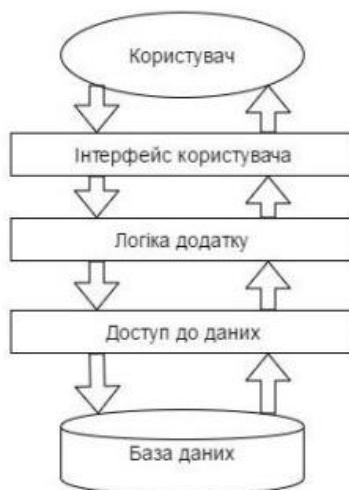 Користувач
Інтерфейс користувача
Логіка додатку
Доступ до даних
База даних